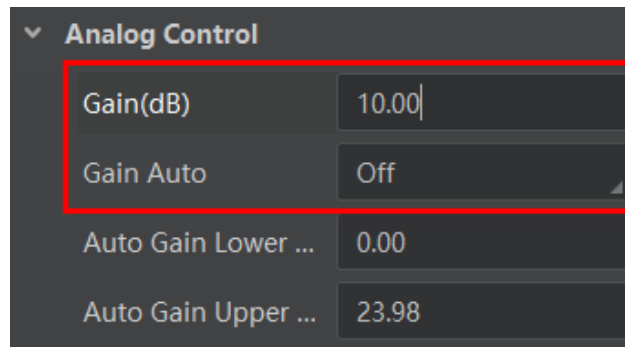 Analog Control
Gain(dB) 10.00
Gain Auto Off
Auto Gain Lower ... 0.00
Auto Gain Upper ... 23.98